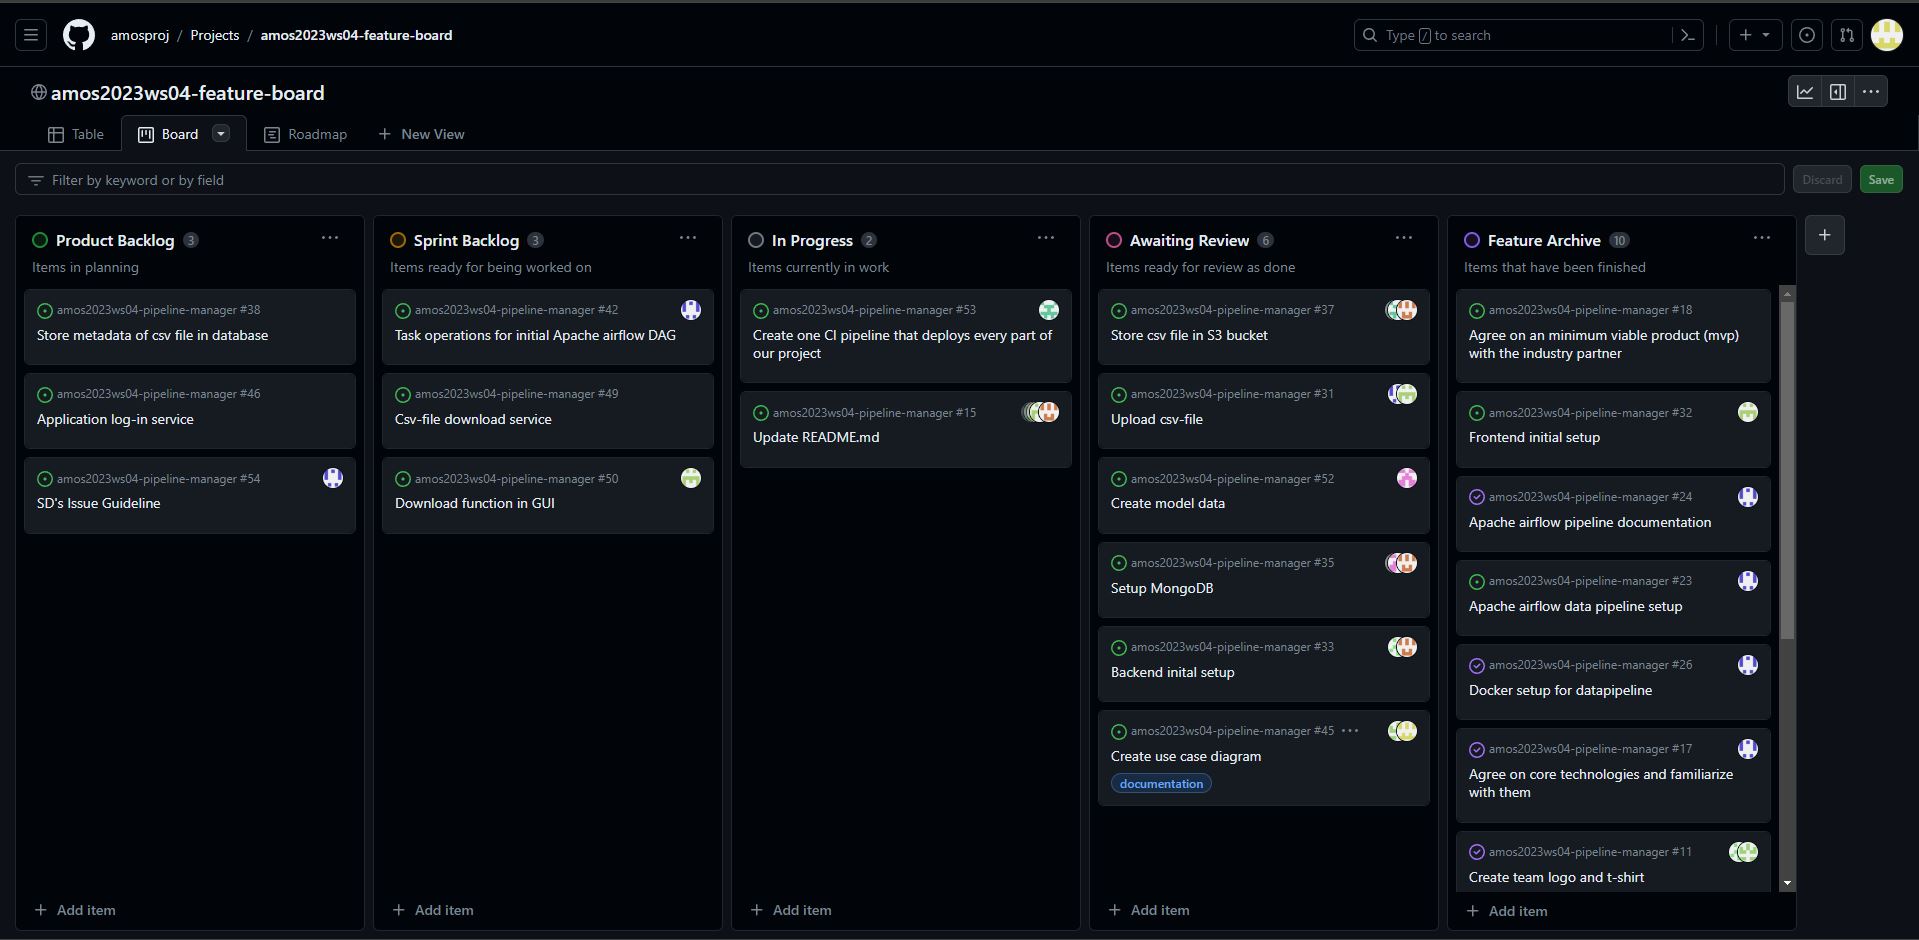 amosproj / Projects / amos2023ws04-feature-board
Type / to search
amos2023ws04-feature-board
Table
Board
Roadmap
+ New View
Filter by keyword or by field
Discard
Save
Product Backlog 3
Items in planning
amos2023ws04-pipeline-manager #38
Store metadata of csv file in database
amos2023ws04-pipeline-manager #46
Application log-in service
amos2023ws04-pipeline-manager #54
SD's Issue Guideline
+ Add item
Sprint Backlog 3
Items ready for being worked on
amos2023ws04-pipeline-manager #42
Task operations for initial Apache airflow DAG
amos2023ws04-pipeline-manager #49
Csv-file download service
amos2023ws04-pipeline-manager #50
Download function in GUI
+ Add item
In Progress 2
Items currently in work
amos2023ws04-pipeline-manager #53
Create one CI pipeline that deploys every part of
our project
amos2023ws04-pipeline-manager #15
Update README.md
+ Add item
Awaiting Review 6
Items ready for review as done
amos2023ws04-pipeline-manager #37
Store csv file in S3 bucket
amos2023ws04-pipeline-manager #31
Upload csv-file
amos2023ws04-pipeline-manager #52
Create model data
amos2023ws04-pipeline-manager #35
Setup MongoDB
amos2023ws04-pipeline-manager #33
Backend inital setup
amos2023ws04-pipeline-manager #45
Create use case diagram
documentation
+ Add item
Feature Archive 10
Items that have been finished
amos2023ws04-pipeline-manager #18
Agree on an minimum viable product (mvp)
with the industry partner
amos2023ws04-pipeline-manager #32
Frontend initial setup
amos2023ws04-pipeline-manager #24
Apache airflow pipeline documentation
amos2023ws04-pipeline-manager #23
Apache airflow data pipeline setup
amos2023ws04-pipeline-manager #26
Docker setup for datapipeline
amos2023ws04-pipeline-manager #17
Agree on core technologies and familiarize
with them
amos2023ws04-pipeline-manager #11
Create team logo and t-shirt
+ Add item